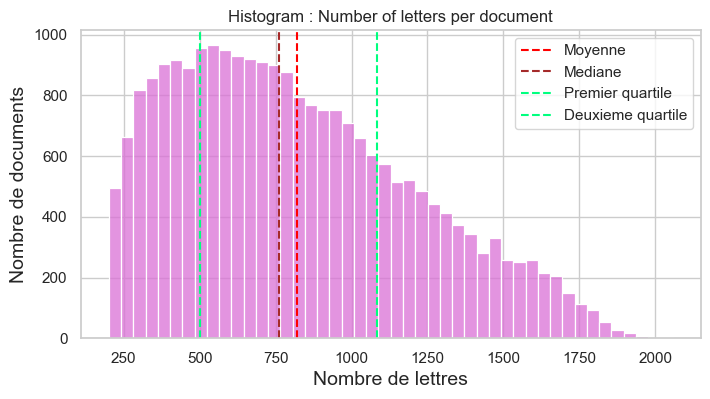 Histogram : Number of letters per document
Moyenne
Mediane
Premier quartile
Deuxieme quartile
Nombre de documents
1000
800
600
400
200
0
250 500 750 1000 1250 1500 1750 2000
Nombre de lettres